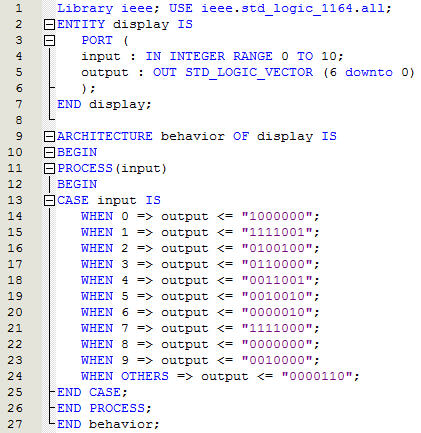 1 Library ieee; USE ieee.std_logic_1164.all;
2 ENTITY display IS
3 PORT (
4 input : IN INTEGER RANGE 0 TO 10;
5 output : OUT STD_LOGIC_VECTOR (6 downto 0)
6 );
7 END display;
8
9 ARCHITECTURE behavior OF display IS
10 BEGIN
11 PROCESS(input)
12 BEGIN
13 CASE input IS
14 WHEN 0 => output <= "1000000";
15 WHEN 1 => output <= "1111001";
16 WHEN 2 => output <= "0100100";
17 WHEN 3 => output <= "0110000";
18 WHEN 4 => output <= "0011001";
19 WHEN 5 => output <= "0010010";
20 WHEN 6 => output <= "0000010";
21 WHEN 7 => output <= "1111000";
22 WHEN 8 => output <= "0000000";
23 WHEN 9 => output <= "0010000";
24 WHEN OTHERS => output <= "0000110";
25 END CASE;
26 END PROCESS;
27 END behavior;